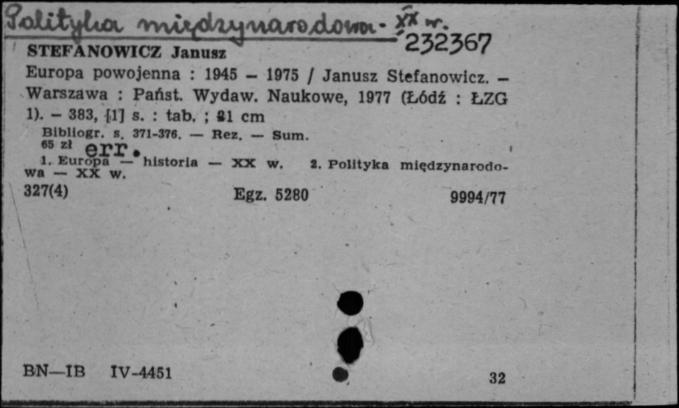 Polityka międzynarodowa - XX w.
232367
STEFANOWICZ Janusz
Europa powojenna : 1945 – 1975 / Janusz Stefanowicz. –
Warszawa : Państ. Wydaw. Naukowe, 1977 (Łódź : ŁZG
1). – 383, [1] s. : tab. ; 21 cm
Bibliogr. s. 371-376. — Rez. — Sum.
65 zł err.
1. Europa — historia — XX w. 2. Polityka międzynarodo-
wa — XX w.
327(4) Egz. 5280 9994/77
BN—IB IV-4451 32